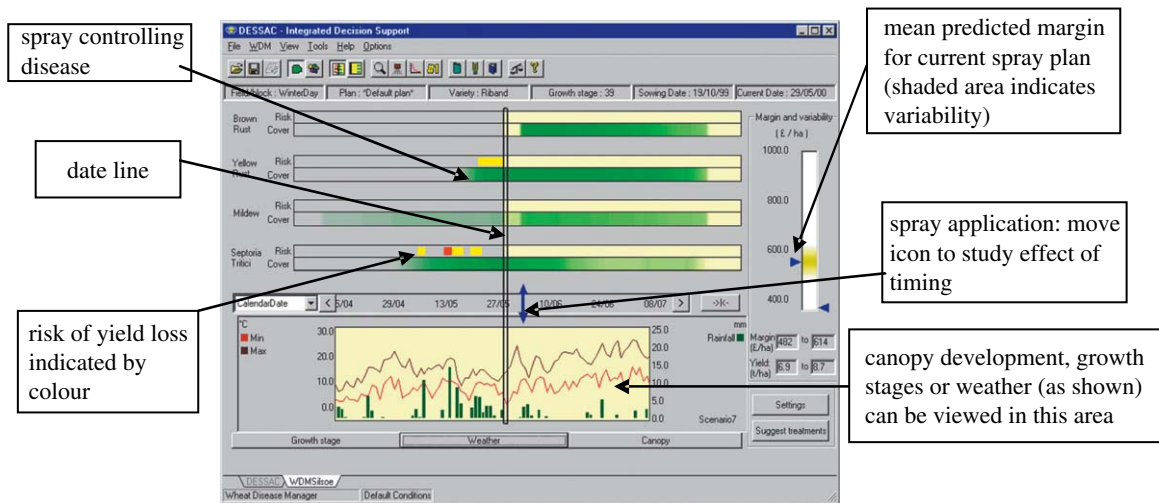 spray controlling
disease
date line
risk of yield loss
indicated by
colour
DESSAC - Integrated Decision Support
File WDM View Tools Help Options
Field/block : WinterDay
Plan : "Default plan"
Variety : Riband
Growth stage : 39
Sowing Date : 19/10/99
Current Date : 29/05/00
Brown
Rust
Risk
Cover
Yellow
Rust
Risk
Cover
Mildew
Risk
Cover
Septoria
Tritici
Risk
Cover
CalendarDate
< 5/04 29/04 13/05 27/05 10/06 24/06 08/07 >
°C
Min
Max
30.0
20.0
10.0
0.0
25.0
20.0
15.0
10.0
5.0
0.0
mm
Rainfall
Scenario7
Growth stage
Weather
Canopy
DESSAC
WDMSilsoe
Wheat Disease Manager
Default Conditions
Margin and variability
( £ / ha )
1000.0
800.0
600.0
400.0
Margin: 482 to 614
(£/ha)
Yield: 6.9 to 8.7
(t/ha)
Settings
Suggest treatments
mean predicted margin
for current spray plan
(shaded area indicates
variability)
spray application: move
icon to study effect of
timing
canopy development, growth
stages or weather (as shown)
can be viewed in this area